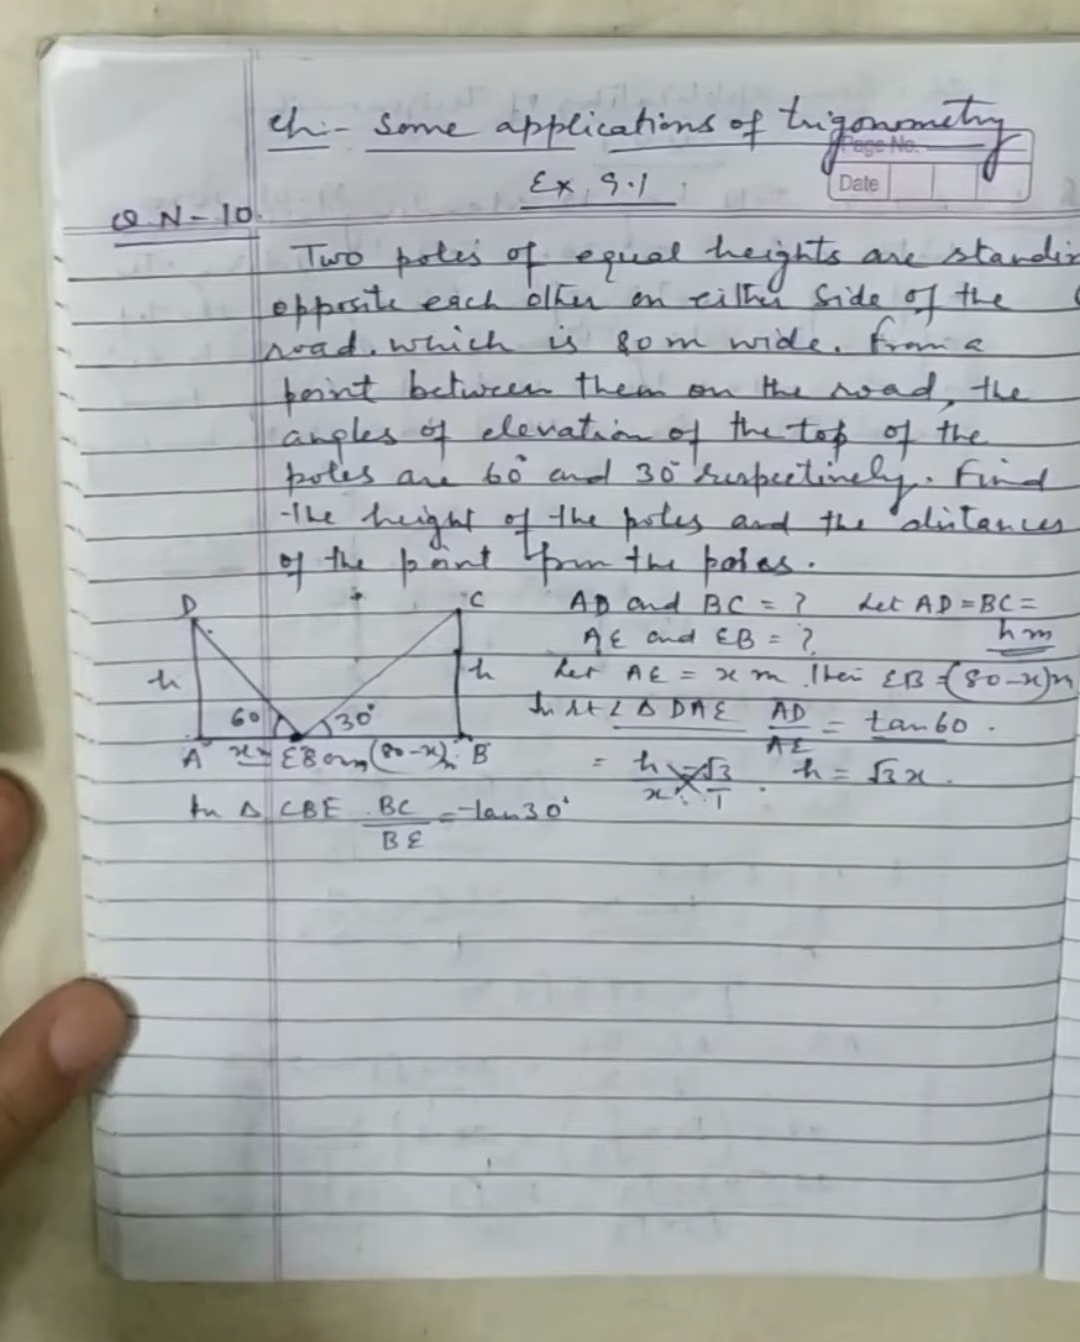 Ch:- Some applications of trigonometry
Page No.
Date
Ex 9.1
Q.N-10.
Two poles of equal heights are standin
opposite each other on either side of the
road. which is 80m wide. From a
point between them on the road, the
angles of elevation of the top of the
poles are 60° and 30° respectively. Find
the height of the poles and the distances
of the point from the poles.
D C AD and BC = ? Let AD = BC =
AE and EB = ? h m
h h Let AE = x m Then EB = (80-x)m
60 30° In rt ∠ Δ DAE AD/AE = tan60.
A x m E 80m (80-x)m B = h/x = √3/1. h = √3x.
In Δ CBE BC/BE = tan30°